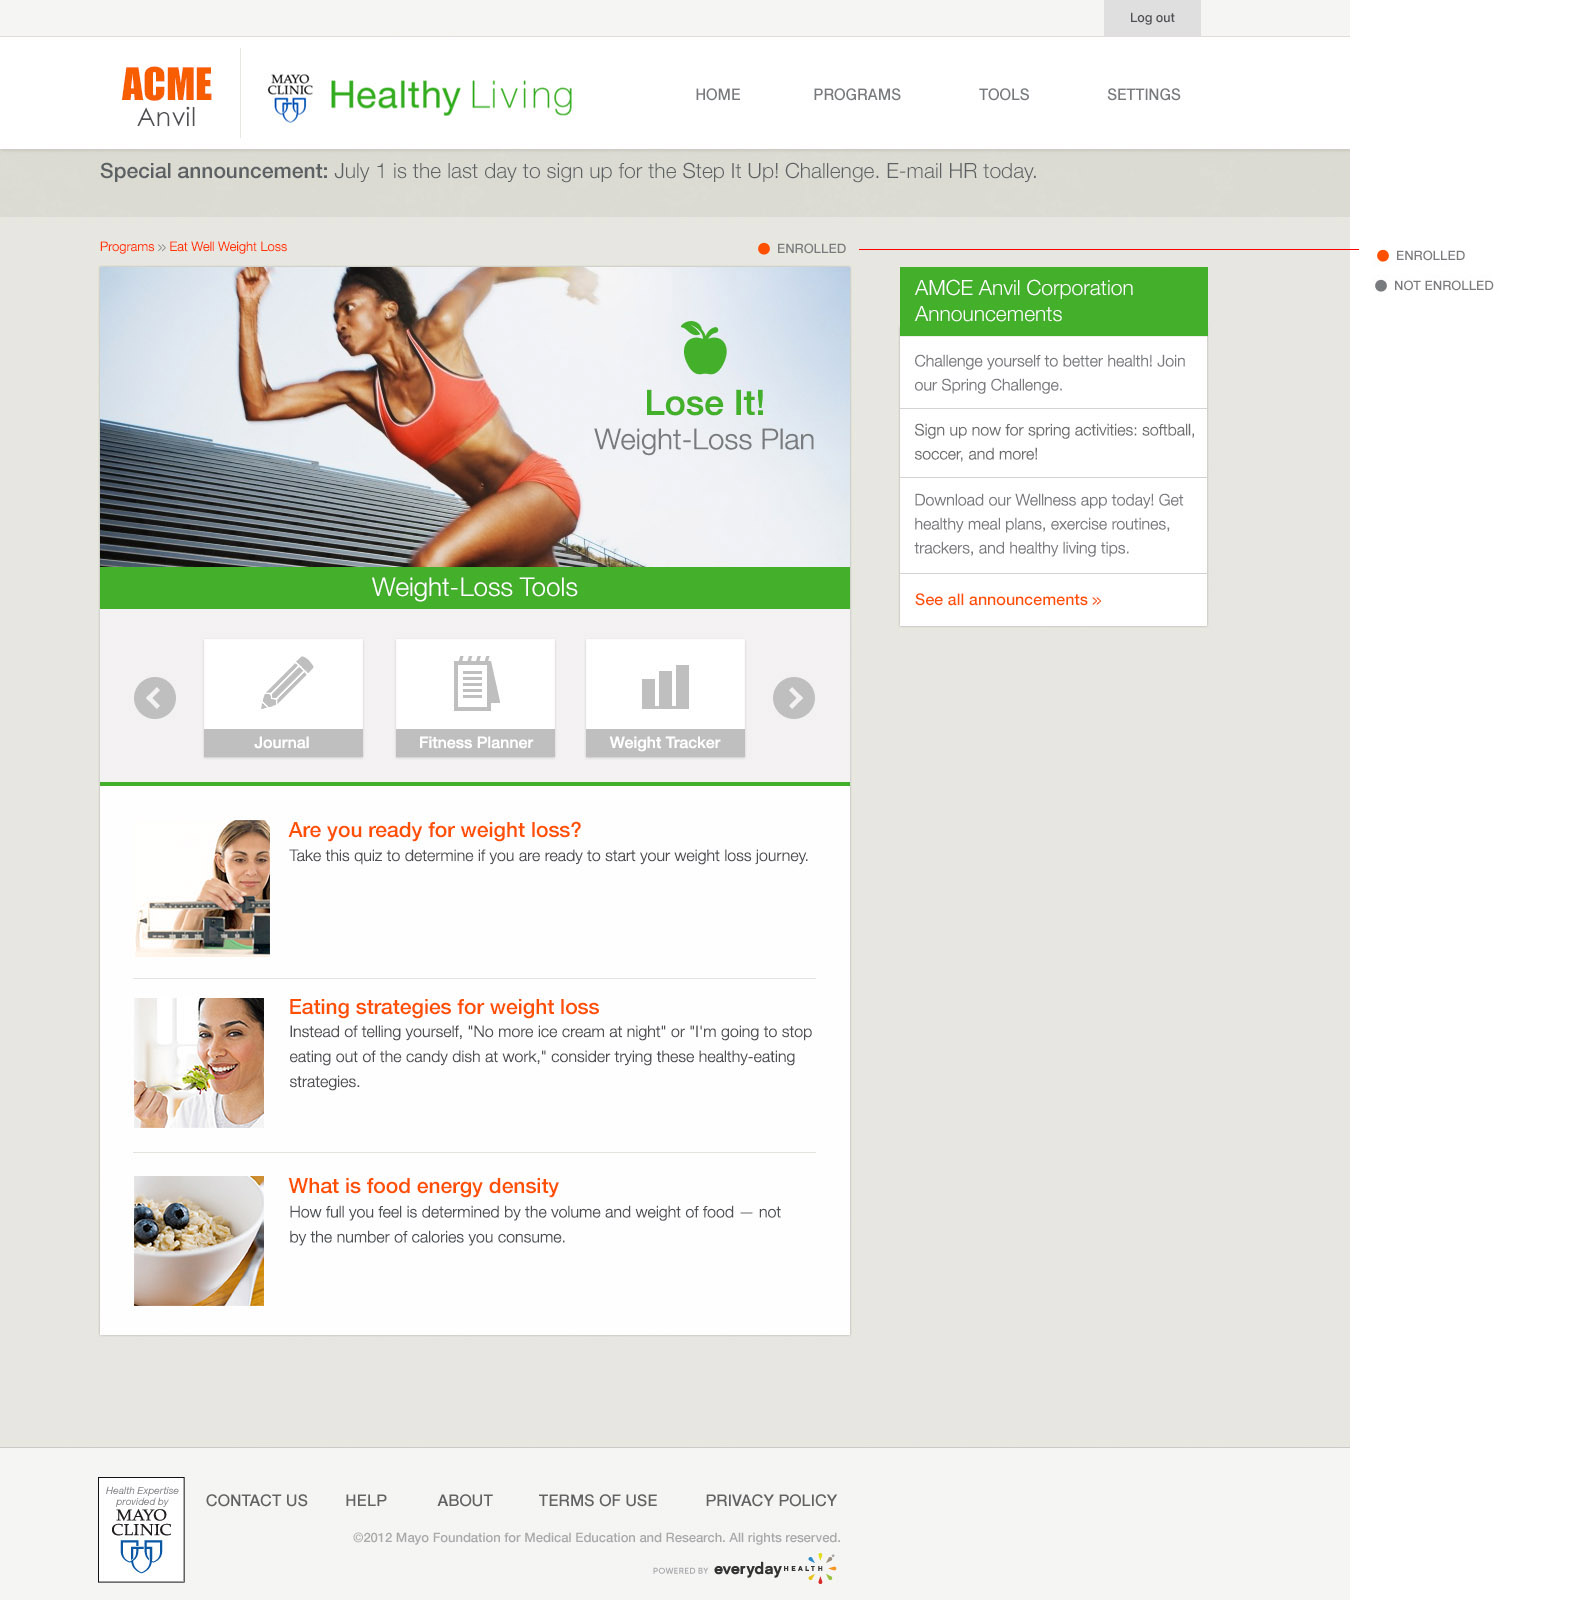 Log out
ACME
Anvil
MAYO
CLINIC
Healthy Living
HOME PROGRAMS TOOLS SETTINGS
Special announcement: July 1 is the last day to sign up for the Step It Up! Challenge. E-mail HR today.
Programs » Eat Well Weight Loss
ENROLLED
ENROLLED
NOT ENROLLED
Lose It!
Weight-Loss Plan
Weight-Loss Tools
Journal
Fitness Planner
Weight Tracker
Are you ready for weight loss?
Take this quiz to determine if you are ready to start your weight loss journey.
Eating strategies for weight loss
Instead of telling yourself, "No more ice cream at night" or "I'm going to stop
eating out of the candy dish at work," consider trying these healthy-eating
strategies.
What is food energy density
How full you feel is determined by the volume and weight of food — not
by the number of calories you consume.
AMCE Anvil Corporation
Announcements
Challenge yourself to better health! Join
our Spring Challenge.
Sign up now for spring activities: softball,
soccer, and more!
Download our Wellness app today! Get
healthy meal plans, exercise routines,
trackers, and healthy living tips.
See all announcements »
Health Expertise
provided by
MAYO
CLINIC
CONTACT US HELP ABOUT TERMS OF USE PRIVACY POLICY
©2012 Mayo Foundation for Medical Education and Research. All rights reserved.
POWERED BY everyday HEALTH